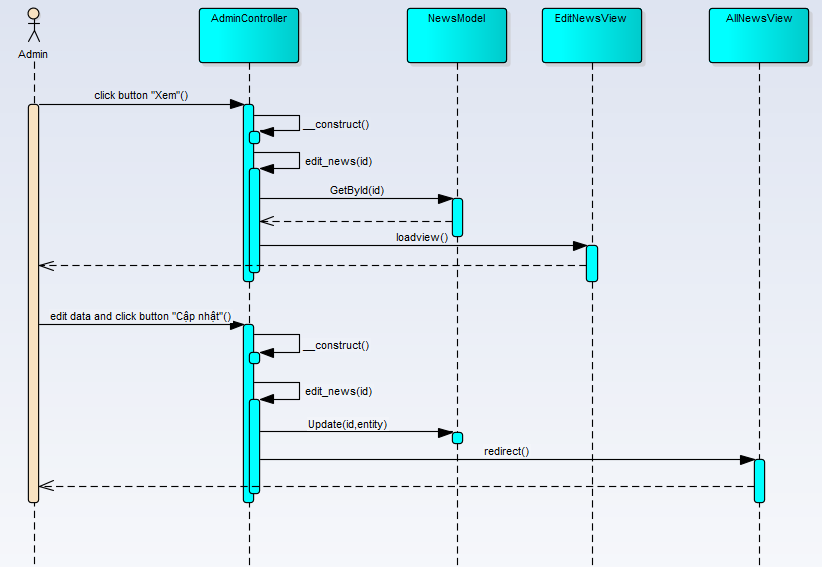 AdminController
NewsModel
EditNewsView
AllNewsView
Admin
click button "Xem"()
__construct()
edit_news(id)
GetById(id)
loadview()
edit data and click button "Cập nhật"()
__construct()
edit_news(id)
Update(id,entity)
redirect()